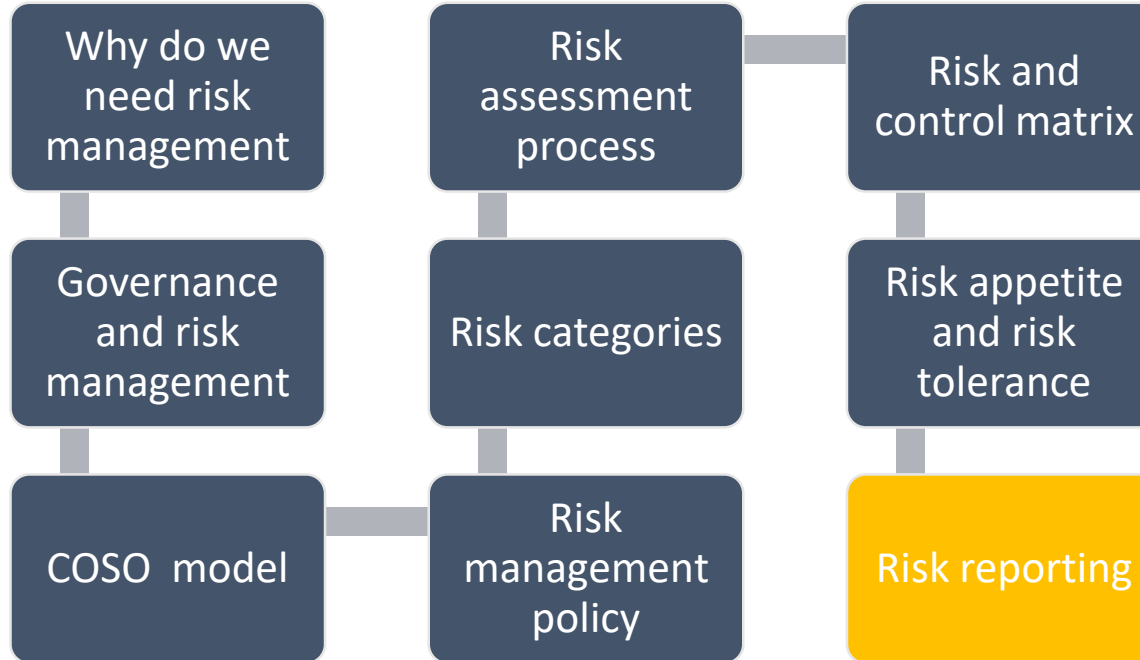 Why do we
need risk
management
Governance
and risk
management
COSO  model
Risk
management
policy
Risk categories
Risk
assessment
process
Risk and
control matrix
Risk appetite
and risk
tolerance
Risk reporting